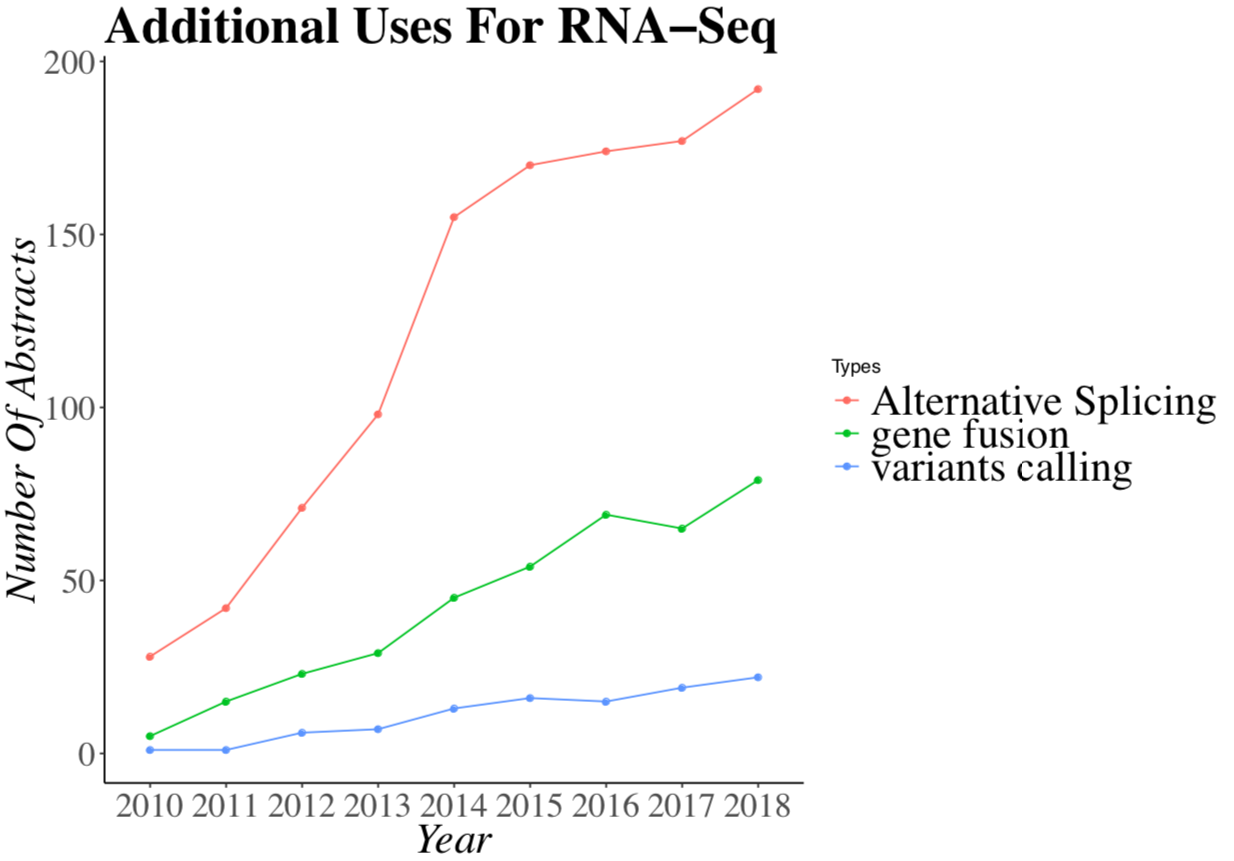 Additional Uses For RNA−Seq
200
150
100
50
0
Number Of Abstracts
2010 2011 2012 2013 2014 2015 2016 2017 2018
Year
Types
Alternative Splicing
gene fusion
variants calling